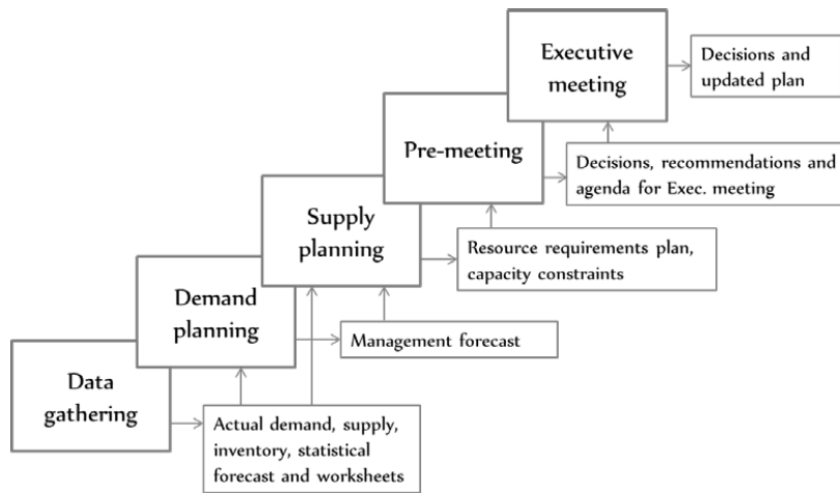 Executive
meeting
Decisions and
updated plan
Pre-meeting
Decisions, recommendations and
agenda for Exec. meeting
Supply
planning
Resource requirements plan,
capacity constraints
Demand
planning
Management forecast
Data
gathering
Actual demand, supply,
inventory, statistical
forecast and worksheets